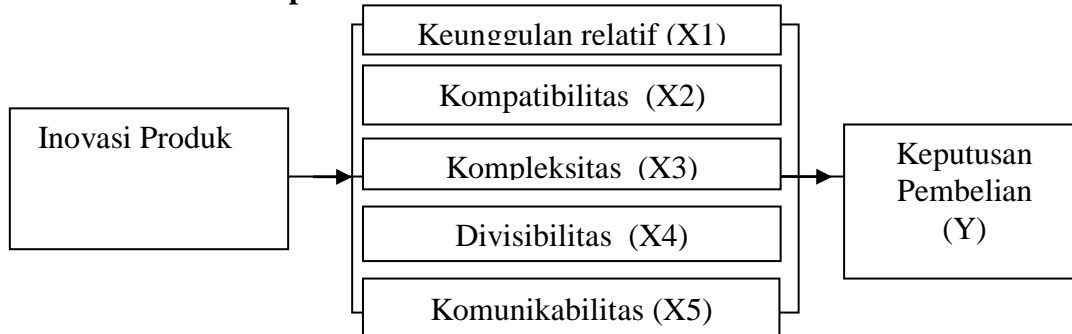 Keunggulan relatif (X1)
Kompatibilitas (X2)
Inovasi Produk
Kompleksitas (X3)
Keputusan
Pembelian
(Y)
Divisibilitas (X4)
Komunikabilitas (X5)